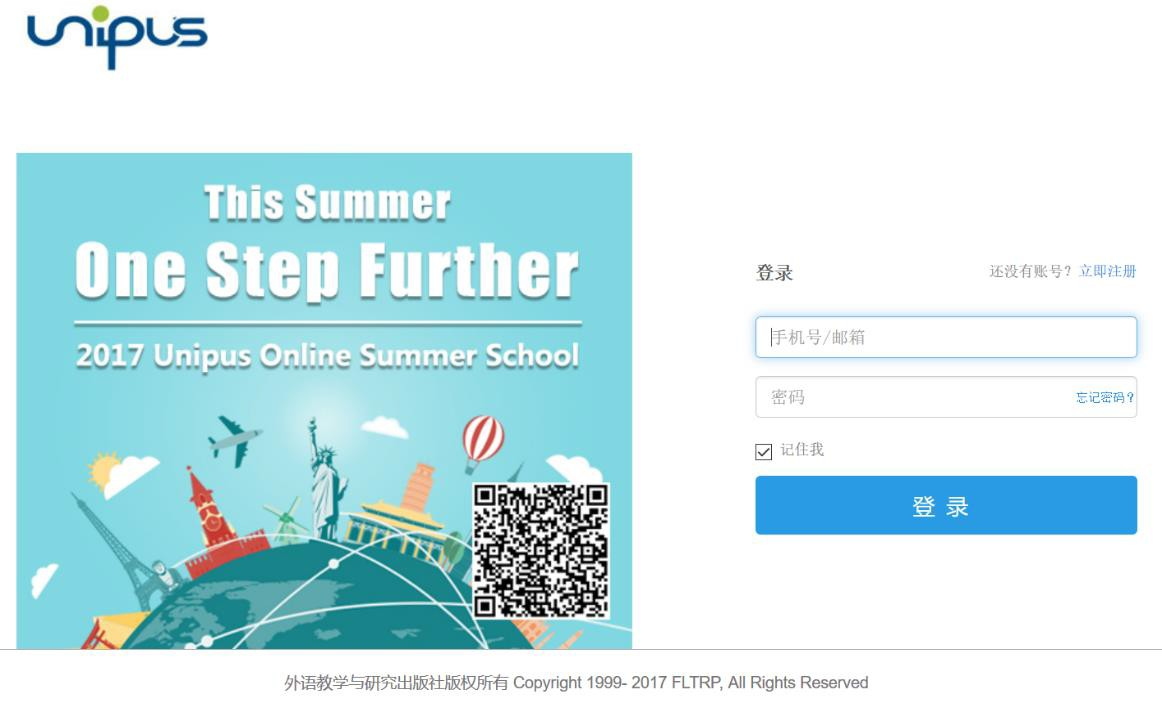 unipus
This Summer
One Step Further
2017 Unipus Online Summer School
登录
还没有账号? 立即注册
手机号/邮箱
密码
忘记密码?
记住我
登 录
外语教学与研究出版社版权所有 Copyright 1999- 2017 FLTRP, All Rights Reserved